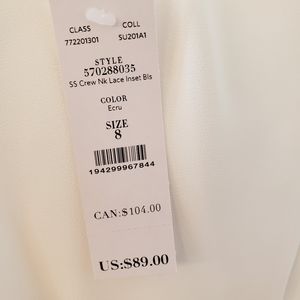 CLASS COLL
772201301 SU201A1
STYLE
570288035
SS Crew Nk Lace Inset Bls
COLOR
Ecru
SIZE
8
194299967844
CAN:$104.00
US:$89.00